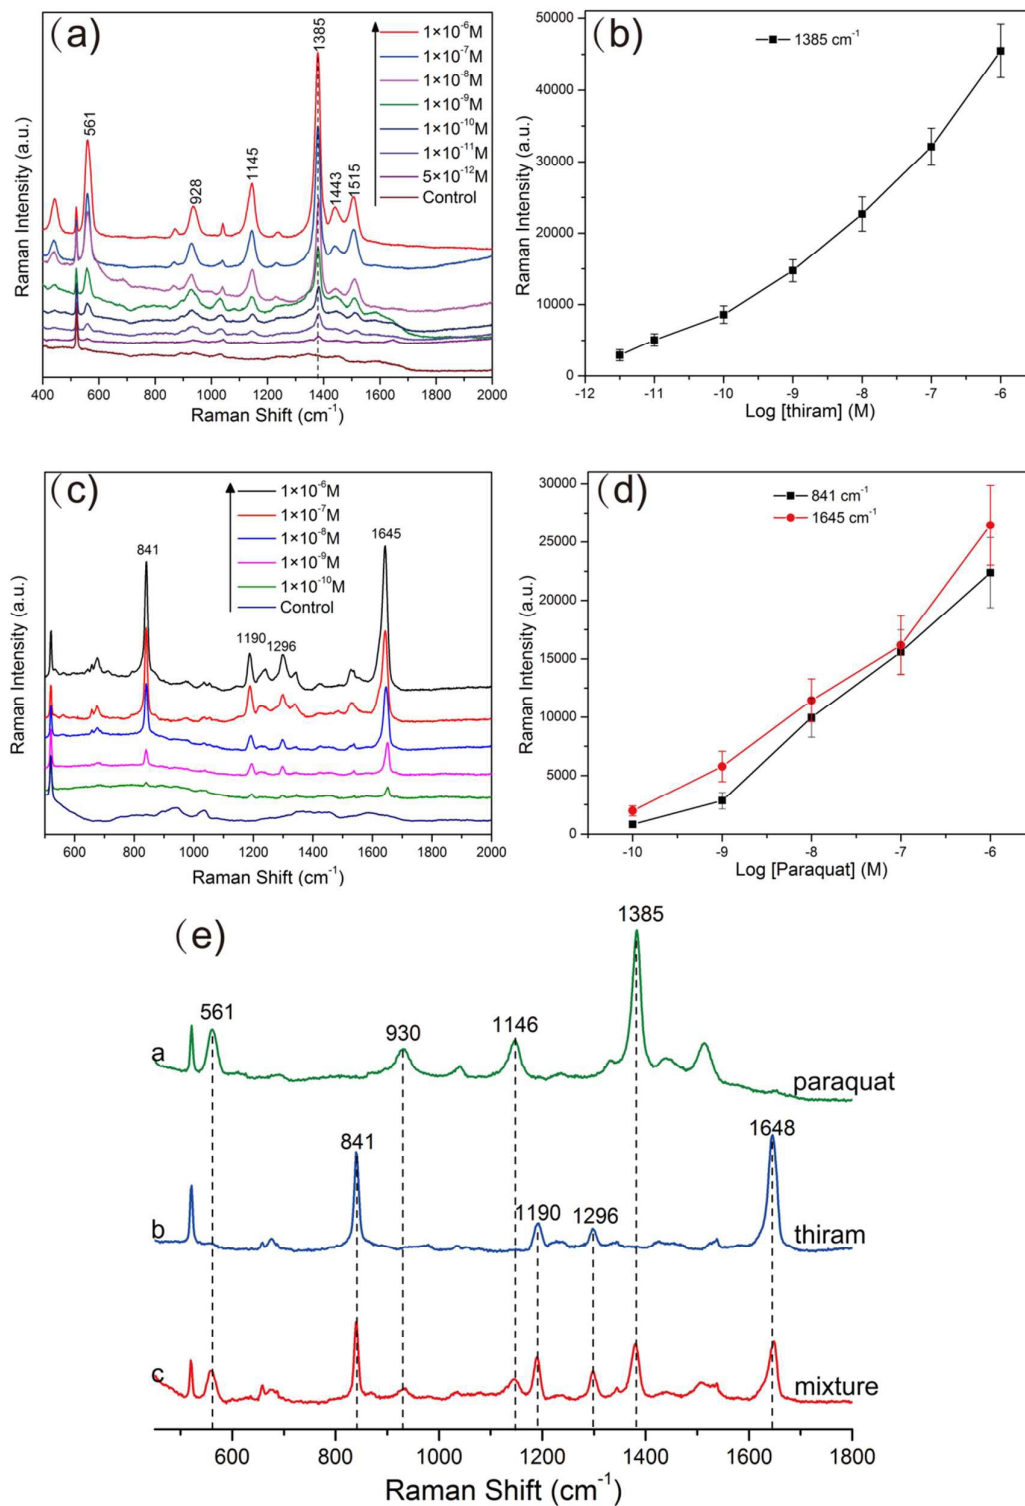 (a)
Raman Intensity (a.u.)
561
928
1145
1385
1443
1515
1×10⁻⁶M
1×10⁻⁷M
1×10⁻⁸M
1×10⁻⁹M
1×10⁻¹⁰M
1×10⁻¹¹M
5×10⁻¹²M
Control
400 600 800 1000 1200 1400 1600 1800 2000
Raman Shift (cm⁻¹)
(b)
Raman Intensity (a.u.)
1385 cm⁻¹
50000
40000
30000
20000
10000
0
-12 -11 -10 -9 -8 -7 -6
Log [thiram] (M)
(c)
Raman Intensity (a.u.)
1×10⁻⁶M
1×10⁻⁷M
1×10⁻⁸M
1×10⁻⁹M
1×10⁻¹⁰M
Control
841
1190
1296
1645
600 800 1000 1200 1400 1600 1800 2000
Raman Shift (cm⁻¹)
(d)
Raman Intensity (a.u.)
841 cm⁻¹
1645 cm⁻¹
30000
25000
20000
15000
10000
5000
0
-10 -9 -8 -7 -6
Log [Paraquat] (M)
(e)
Raman Intensity (a.u.)
561
930
1146
1385
a
paraquat
841
1190
1296
1648
b
thiram
c
mixture
600 800 1000 1200 1400 1600 1800
Raman Shift (cm⁻¹)